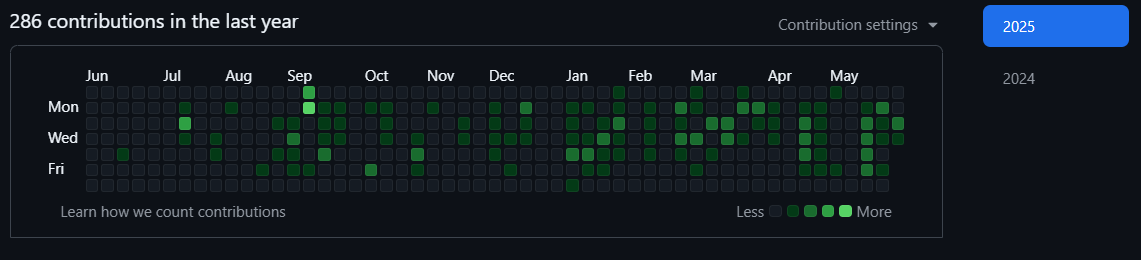 286 contributions in the last year
Contribution settings
2025
2024
Jun Jul Aug Sep Oct Nov Dec Jan Feb Mar Apr May
Mon
Wed
Fri
Learn how we count contributions
Less More